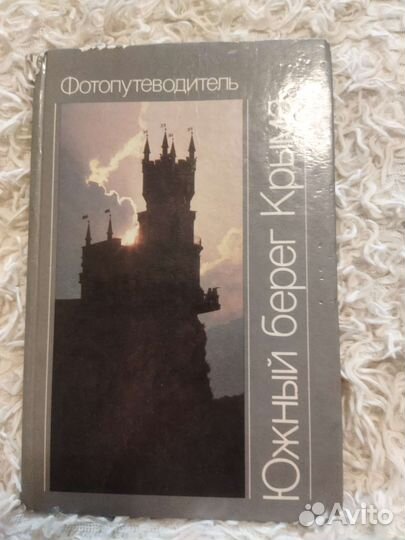 Фотопутеводитель
Южный берег Крыма
Avito